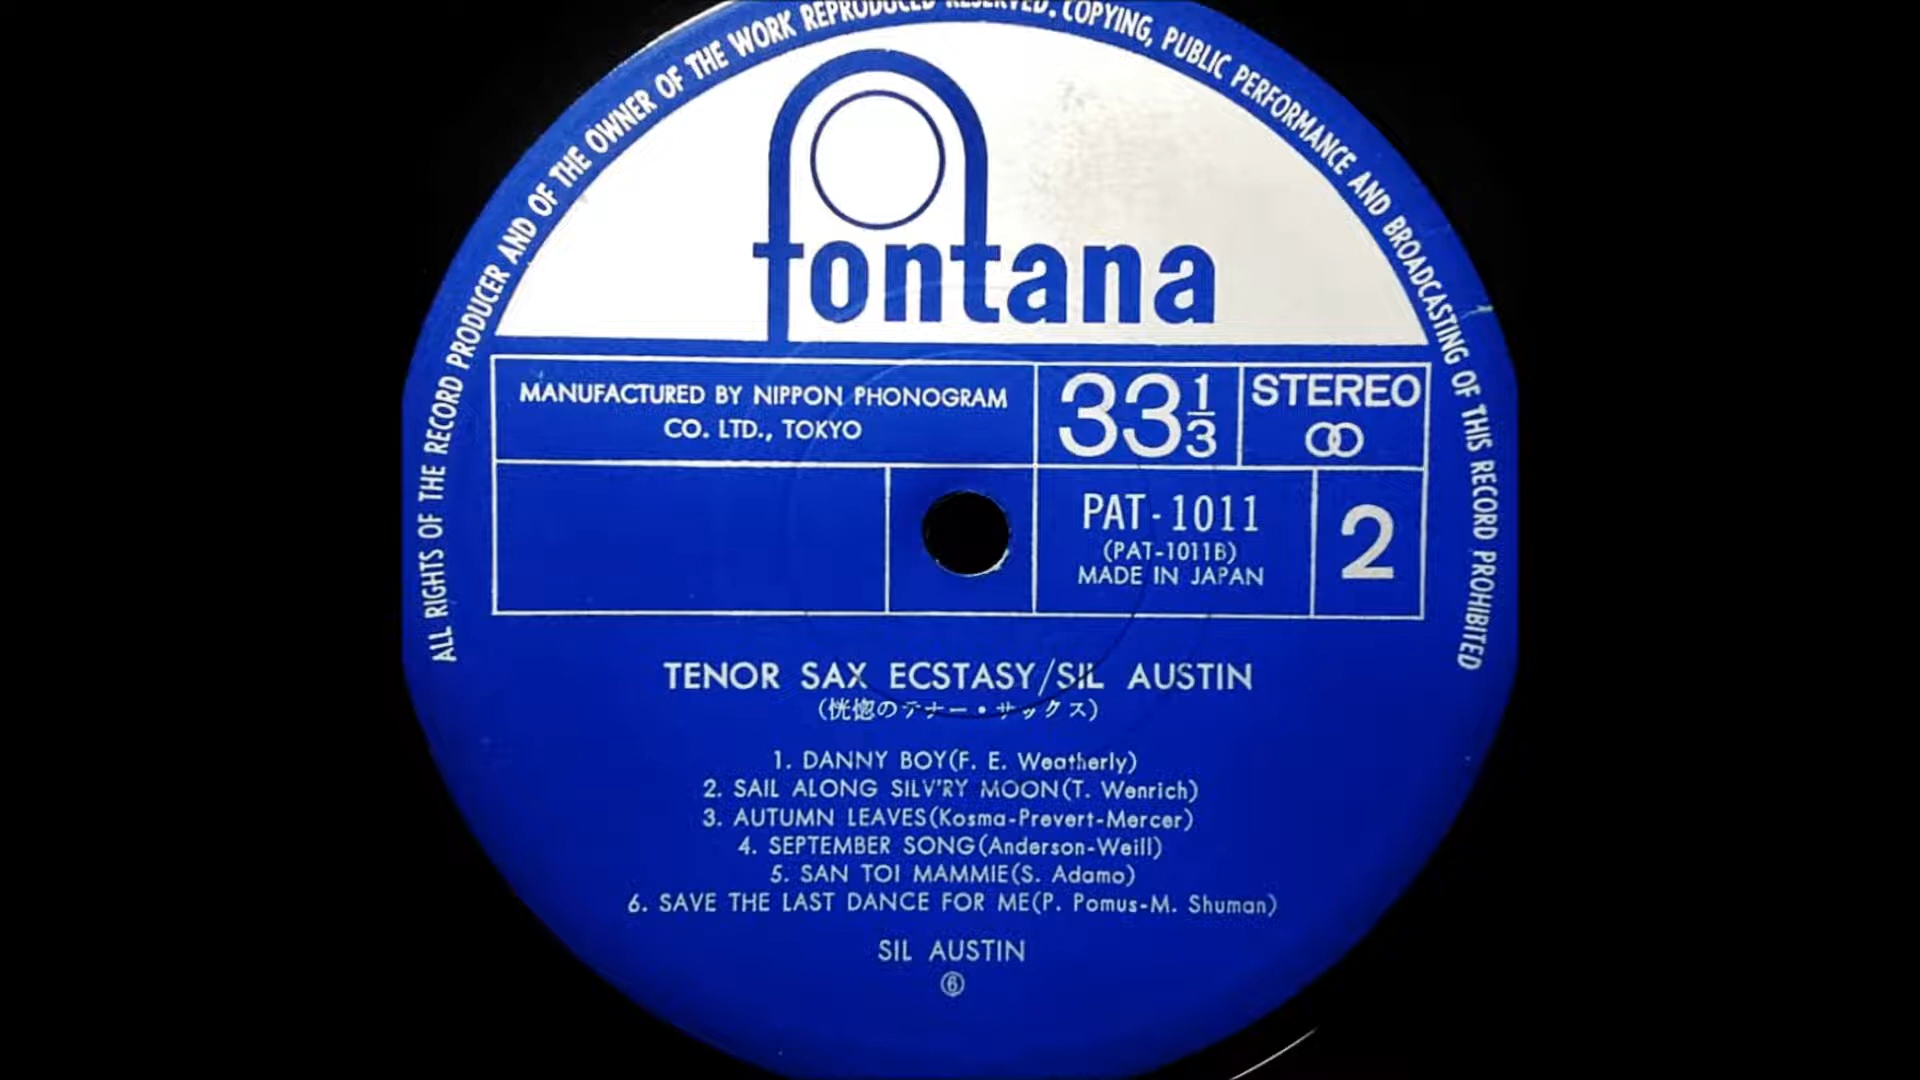 ALL RIGHTS OF THE RECORD PRODUCER AND OF THE OWNER OF THE WORK REPRODUCED RESERVED. COPYING, PUBLIC PERFORMANCE AND BROADCASTING OF THIS RECORD PROHIBITED
fontana
MANUFACTURED BY NIPPON PHONOGRAM
CO. LTD., TOKYO
33 1/3
STEREO
PAT-1011
(PAT-1011B)
MADE IN JAPAN
2
TENOR SAX ECSTASY/SIL AUSTIN
(恍惚のテナー・サックス)
1. DANNY BOY(F. E. Weatherly)
2. SAIL ALONG SILV'RY MOON(T. Wenrich)
3. AUTUMN LEAVES(Kosma-Prevert-Mercer)
4. SEPTEMBER SONG(Anderson-Weill)
5. SAN TOI MAMMIE(S. Adamo)
6. SAVE THE LAST DANCE FOR ME(P. Pomus-M. Shuman)
SIL AUSTIN
⑥